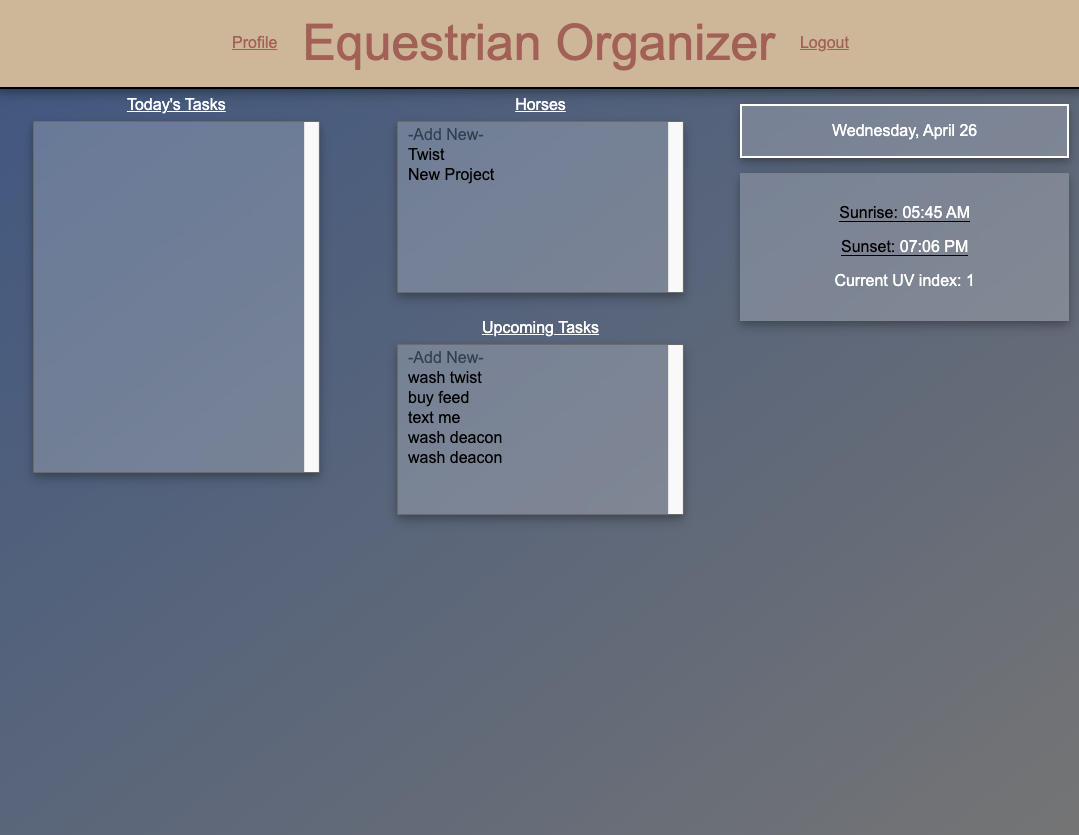 Profile
Equestrian Organizer
Logout
Today's Tasks
Horses
-Add New-
Twist
New Project
Upcoming Tasks
-Add New-
wash twist
buy feed
text me
wash deacon
wash deacon
Wednesday, April 26
Sunrise: 05:45 AM
Sunset: 07:06 PM
Current UV index: 1